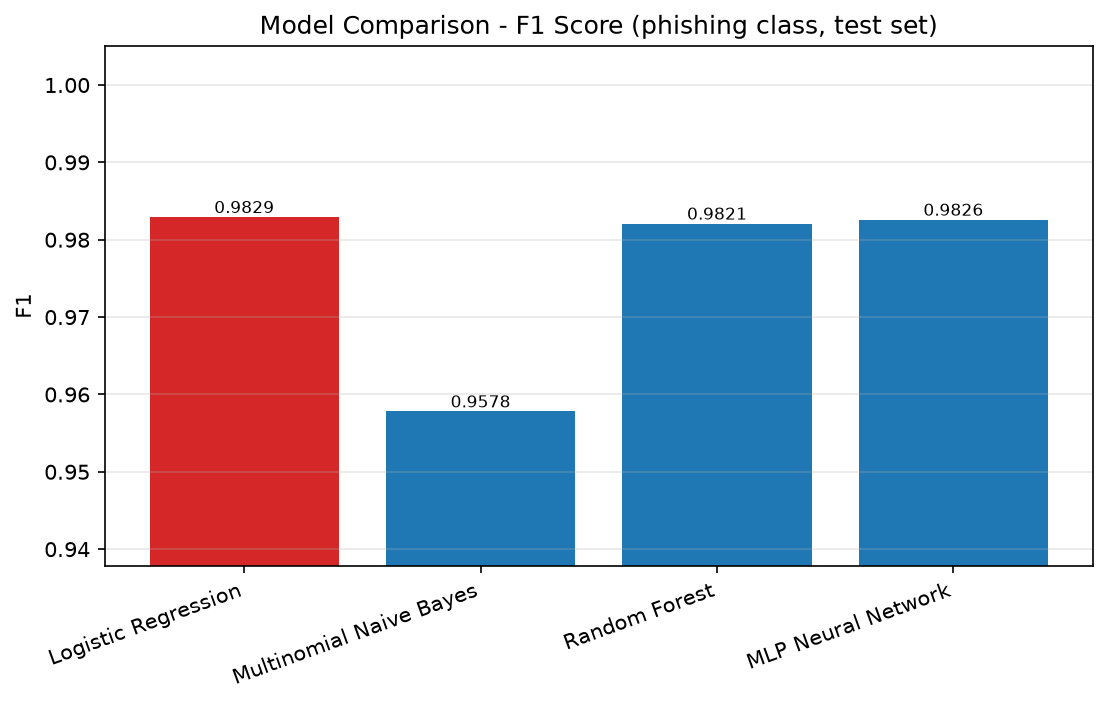 Model Comparison - F1 Score (phishing class, test set)
F1
1.00
0.99
0.98
0.97
0.96
0.95
0.94
0.9829
0.9578
0.9821
0.9826
Logistic Regression
Multinomial Naive Bayes
Random Forest
MLP Neural Network